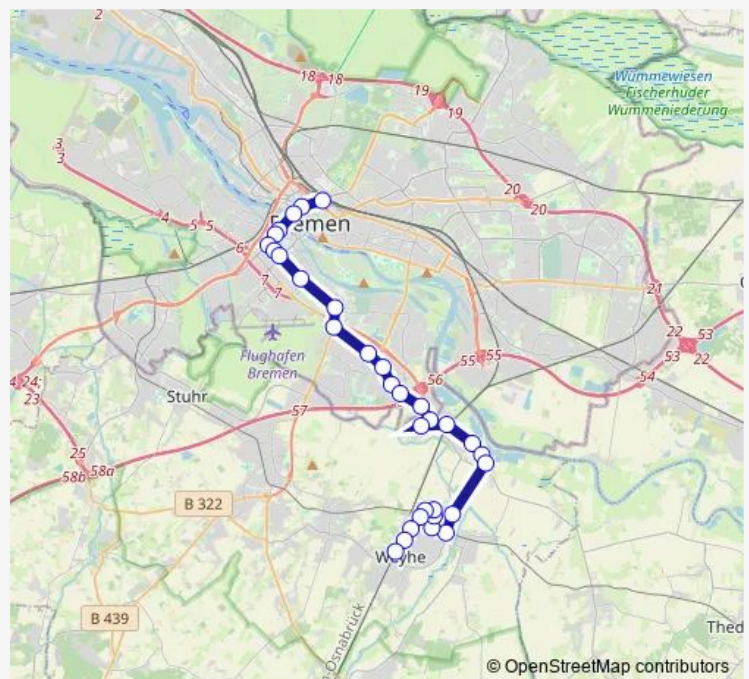 2
18
18
19
19
Wümmewiesen
Fischerhuder
Wümmeniederung
3
3
4
5
5
5
6
20
20
Bremen
7
7
21
22
53
53
22
54
Flughafen
Bremen
55
55
56
24;
23
Stuhr
57
25
58b
58a
B 322
Weyhe
B 439
Osnabrück
Thed
© OpenStreetMap contributors